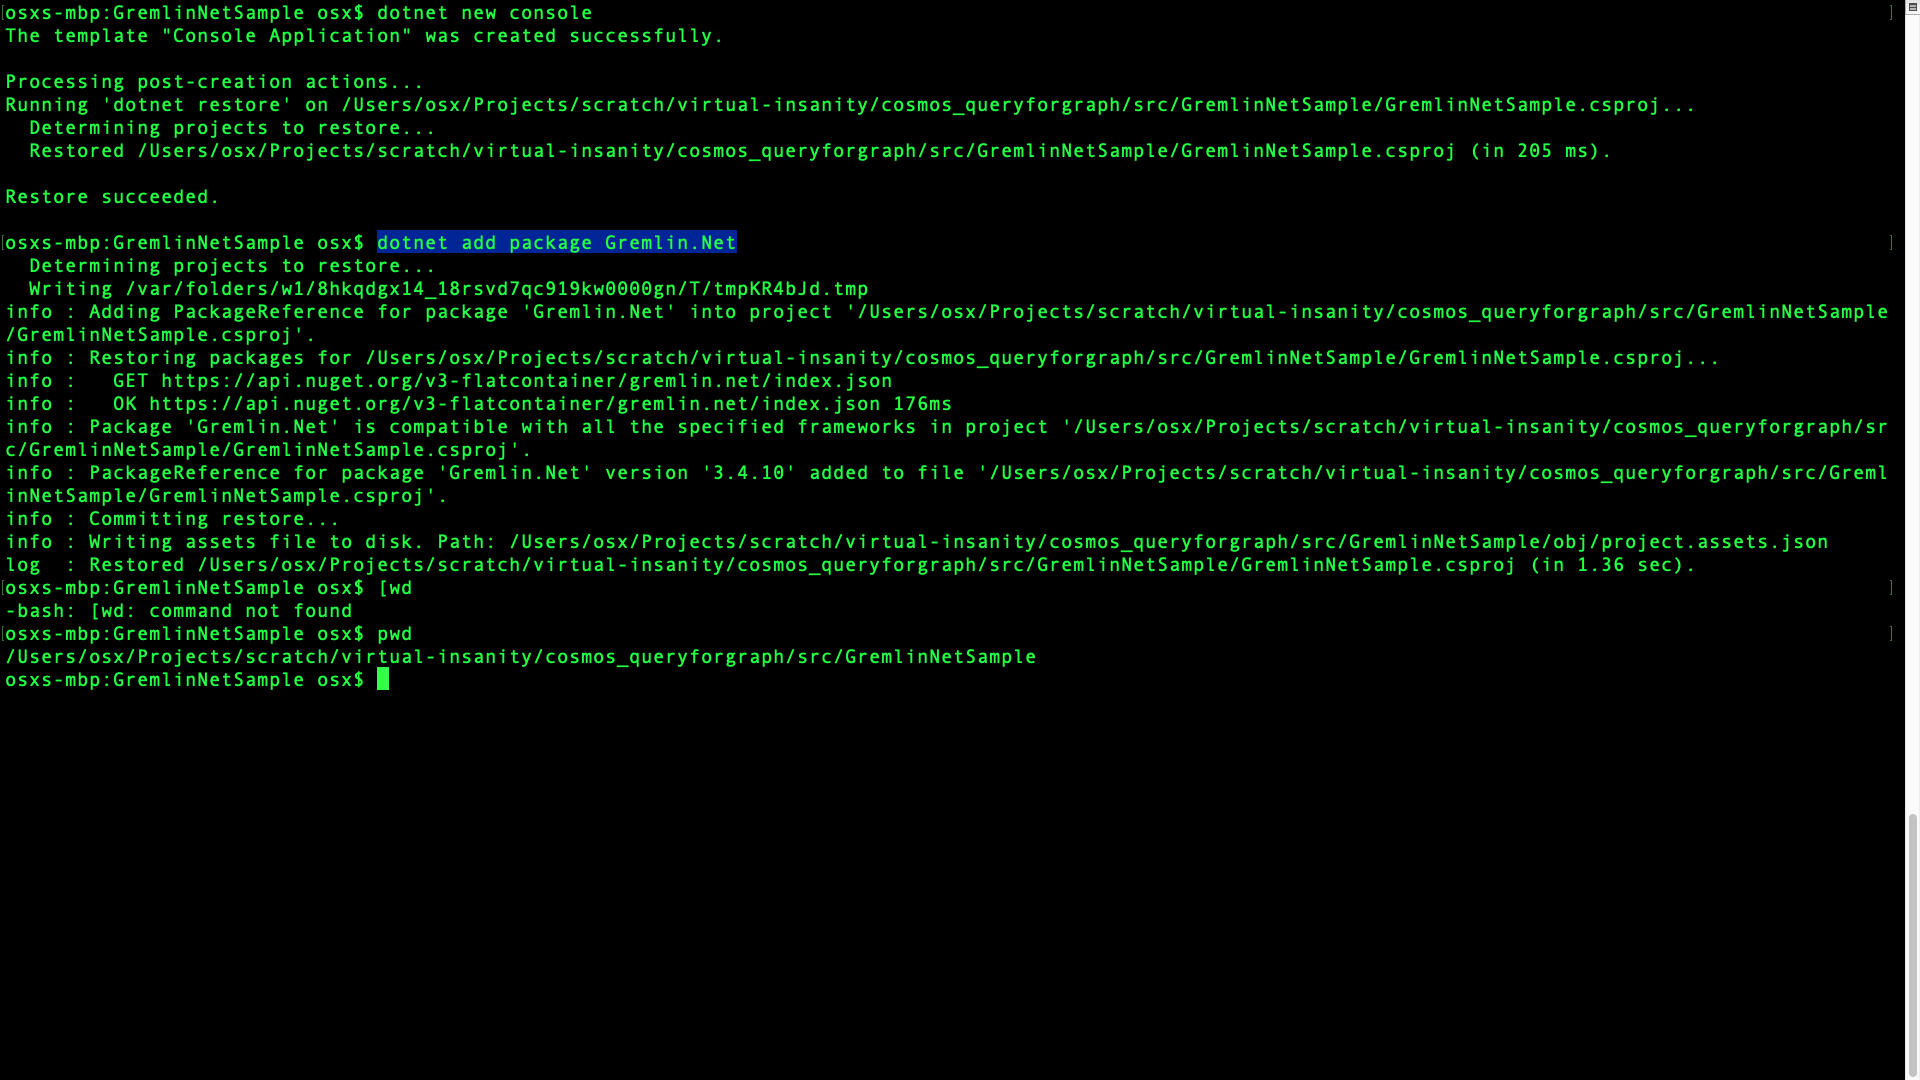 [osxs-mbp:GremlinNetSample osx$ dotnet new console ]
The template "Console Application" was created successfully.
Processing post-creation actions...
Running 'dotnet restore' on /Users/osx/Projects/scratch/virtual-insanity/cosmos_queryforgraph/src/GremlinNetSample/GremlinNetSample.csproj...
  Determining projects to restore...
  Restored /Users/osx/Projects/scratch/virtual-insanity/cosmos_queryforgraph/src/GremlinNetSample/GremlinNetSample.csproj (in 205 ms).
Restore succeeded.
[osxs-mbp:GremlinNetSample osx$ dotnet add package Gremlin.Net ]
  Determining projects to restore...
  Writing /var/folders/w1/8hkqdgx14_18rsvd7qc919kw0000gn/T/tmpKR4bJd.tmp
info : Adding PackageReference for package 'Gremlin.Net' into project '/Users/osx/Projects/scratch/virtual-insanity/cosmos_queryforgraph/src/GremlinNetSample
/GremlinNetSample.csproj'.
info : Restoring packages for /Users/osx/Projects/scratch/virtual-insanity/cosmos_queryforgraph/src/GremlinNetSample/GremlinNetSample.csproj...
info :   GET https://api.nuget.org/v3-flatcontainer/gremlin.net/index.json
info :   OK https://api.nuget.org/v3-flatcontainer/gremlin.net/index.json 176ms
info : Package 'Gremlin.Net' is compatible with all the specified frameworks in project '/Users/osx/Projects/scratch/virtual-insanity/cosmos_queryforgraph/sr
c/GremlinNetSample/GremlinNetSample.csproj'.
info : PackageReference for package 'Gremlin.Net' version '3.4.10' added to file '/Users/osx/Projects/scratch/virtual-insanity/cosmos_queryforgraph/src/Greml
inNetSample/GremlinNetSample.csproj'.
info : Committing restore...
info : Writing assets file to disk. Path: /Users/osx/Projects/scratch/virtual-insanity/cosmos_queryforgraph/src/GremlinNetSample/obj/project.assets.json
log  : Restored /Users/osx/Projects/scratch/virtual-insanity/cosmos_queryforgraph/src/GremlinNetSample/GremlinNetSample.csproj (in 1.36 sec).
[osxs-mbp:GremlinNetSample osx$ [wd ]
-bash: [wd: command not found
[osxs-mbp:GremlinNetSample osx$ pwd ]
/Users/osx/Projects/scratch/virtual-insanity/cosmos_queryforgraph/src/GremlinNetSample
osxs-mbp:GremlinNetSample osx$